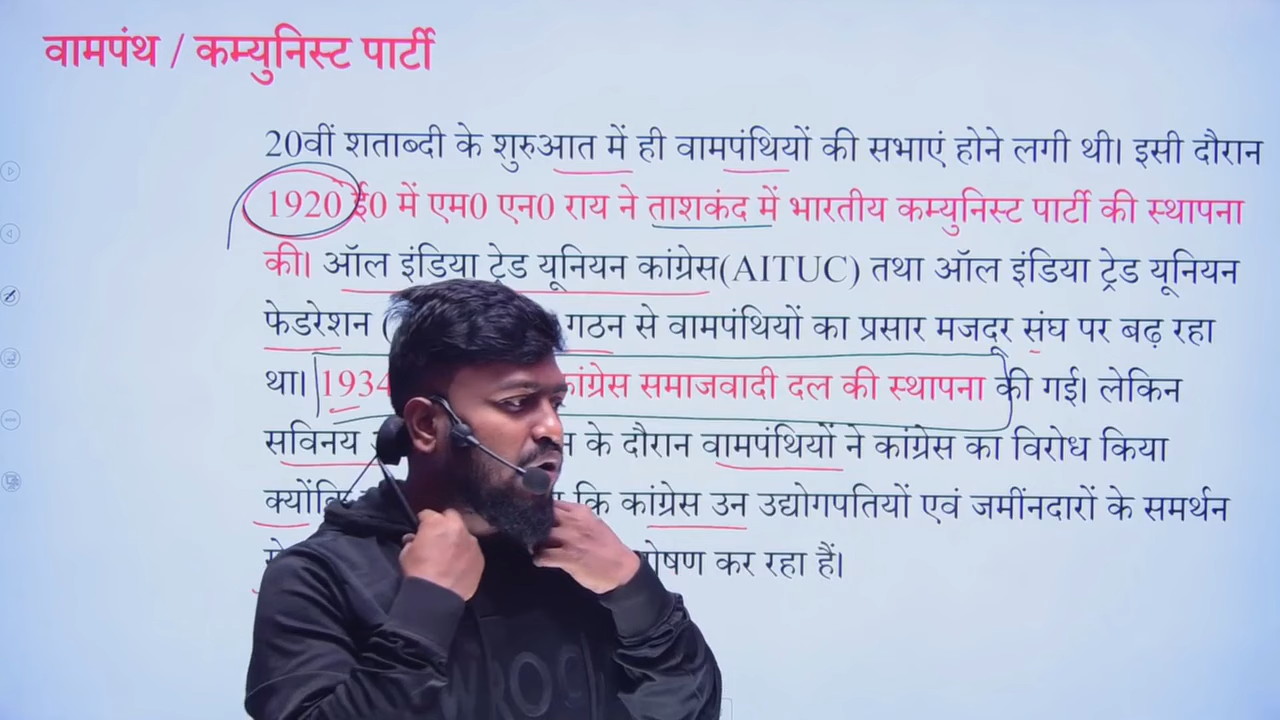 वामपंथ / कम्युनिस्ट पार्टी
20वीं शताब्दी के शुरुआत में ही वामपंथियों की सभाएं होने लगी थी। इसी दौरान
1920 ई0 में एम0 एन0 राय ने ताशकंद में भारतीय कम्युनिस्ट पार्टी की स्थापना
की। ऑल इंडिया ट्रेड यूनियन कांग्रेस(AITUC) तथा ऑल इंडिया ट्रेड यूनियन
फेडरेशन ( गठन से वामपंथियों का प्रसार मजदूर संघ पर बढ़ रहा
था। 1934 कांग्रेस समाजवादी दल की स्थापना की गई। लेकिन
सविनय के दौरान वामपंथियों ने कांग्रेस का विरोध किया
क्योंकि कि कांग्रेस उन उद्योगपतियों एवं जमींनदारों के समर्थन
कर रहा हैं।